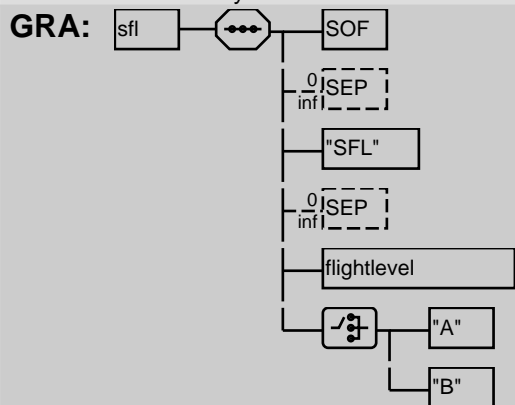 GRA: sfl SOF
0
inf SEP
"SFL"
0
inf SEP
flightlevel
"A"
"B"